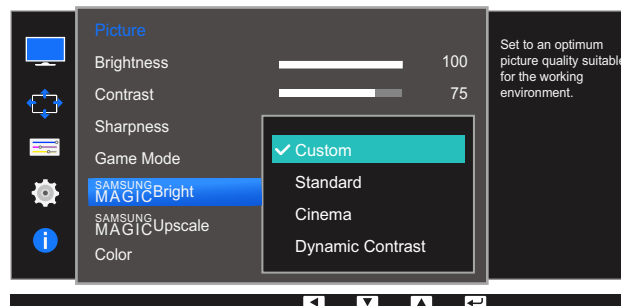 Picture
Brightness 100
Contrast 75
Sharpness
Game Mode
SAMSUNG
MAGICBright
SAMSUNG
MAGICUpscale
Color
Custom
Standard
Cinema
Dynamic Contrast
Set to an optimum
picture quality suitable
for the working
environment.